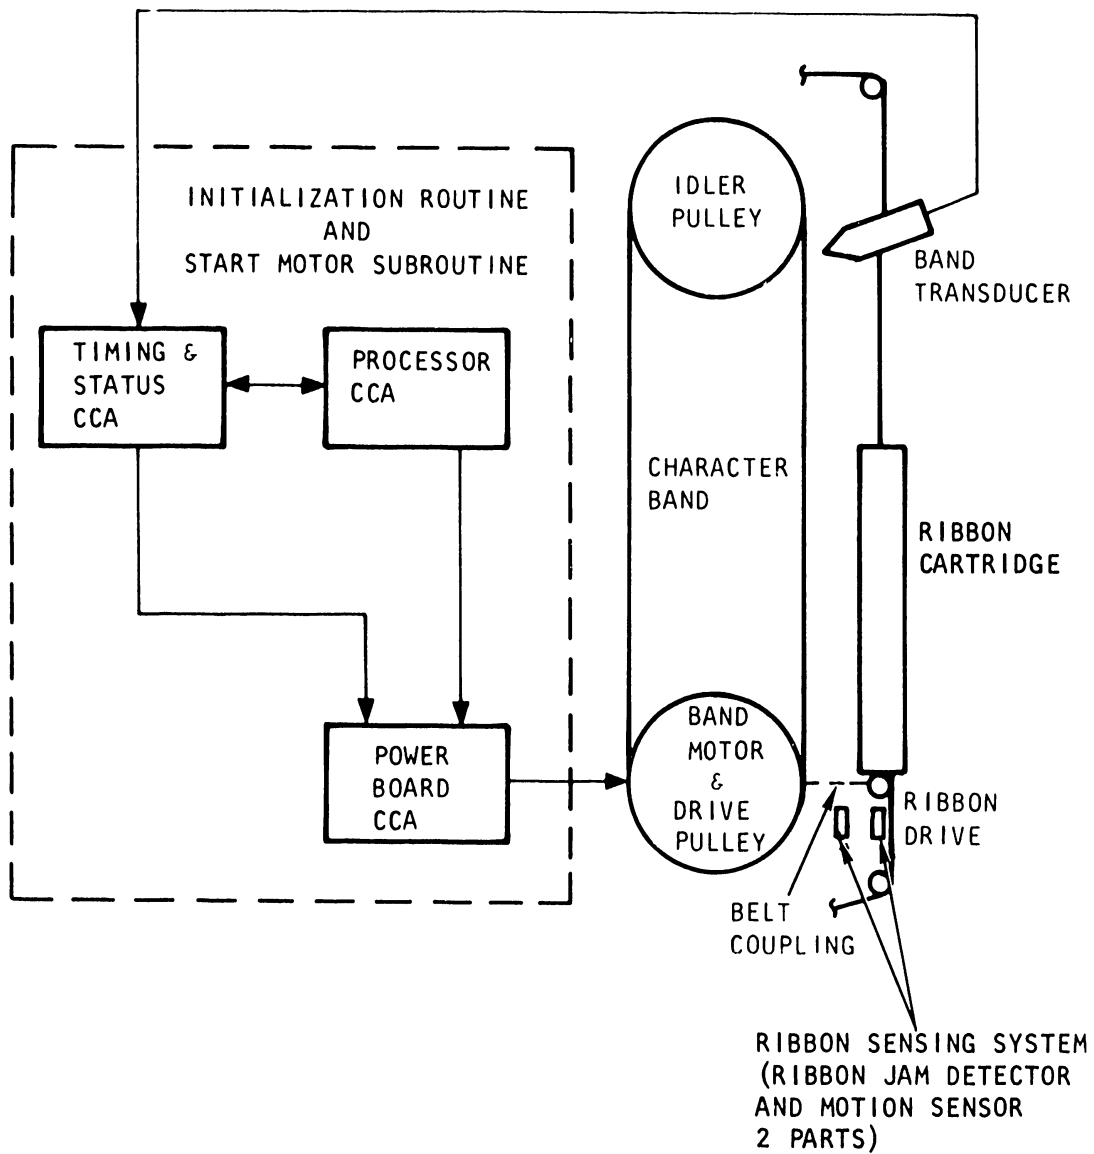 INITIALIZATION ROUTINE
AND
START MOTOR SUBROUTINE
TIMING &
STATUS
CCA
PROCESSOR
CCA
POWER
BOARD
CCA
IDLER
PULLEY
CHARACTER
BAND
BAND
MOTOR
&
DRIVE
PULLEY
BAND
TRANSDUCER
RIBBON
CARTRIDGE
RIBBON
DRIVE
BELT
COUPLING
RIBBON SENSING SYSTEM
(RIBBON JAM DETECTOR
AND MOTION SENSOR
2 PARTS)